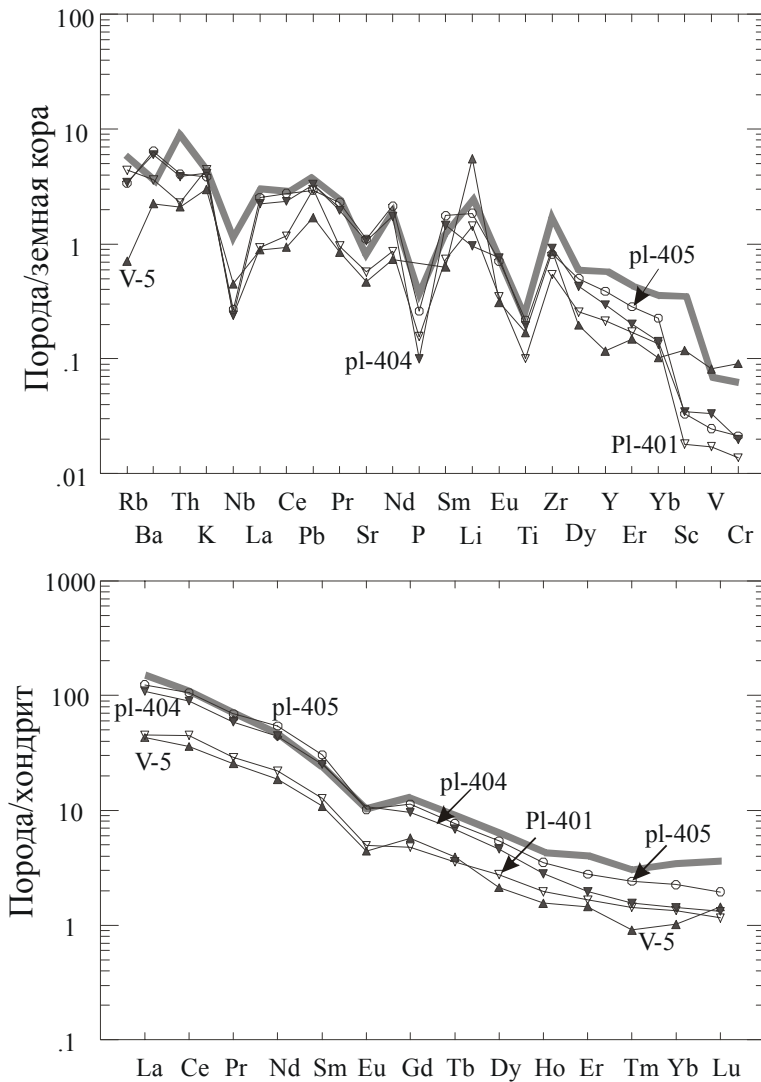 100
10
1
.1
.01
Порода/земная кора
V-5
pl-404
pl-405
Pl-401
Rb Th Nb Ce Pr Nd Sm Eu Zr Y Yb V
Ba K La Pb Sr P Li Ti Dy Er Sc Cr
1000
100
10
1
.1
Порода/хондрит
pl-404
V-5
pl-405
pl-404
Pl-401
pl-405
V-5
La Ce Pr Nd Sm Eu Gd Tb Dy Ho Er Tm Yb Lu